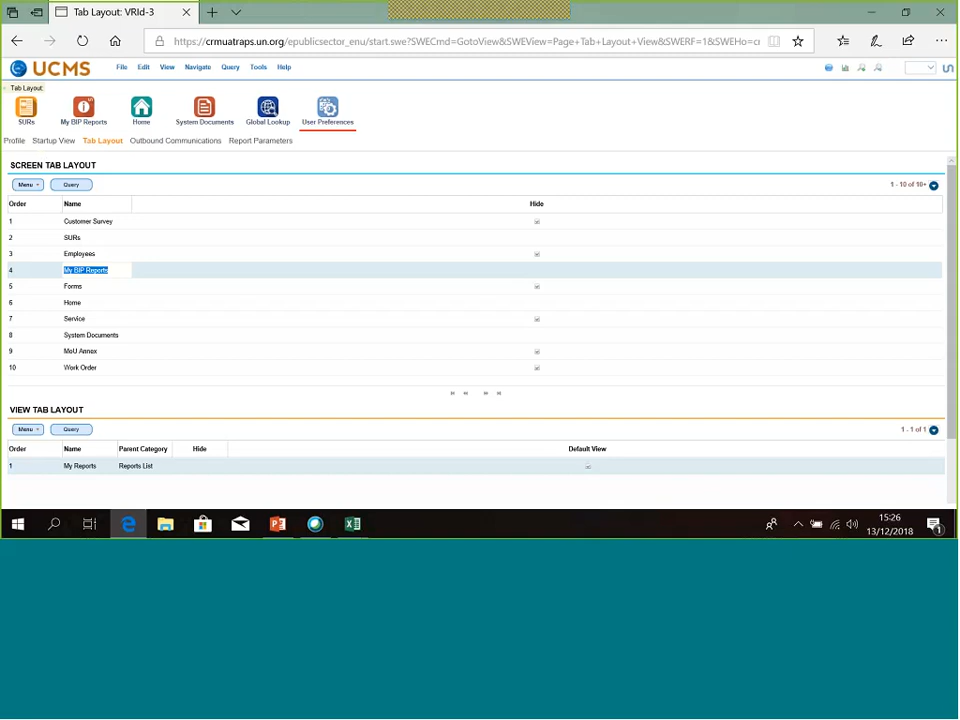 Tab Layout: VRId-3
https://crmuatraps.un.org/epublicsector_enu/start.swe?SWECmd=GotoView&SWEView=Page+Tab+Layout+View&SWERF=1&SWEHo=cr
UCMS File Edit View Navigate Query Tools Help
Tab Layout:
SURs My BIP Reports Home System Documents Global Lookup User Preferences
Profile Startup View Tab Layout Outbound Communications Report Parameters
SCREEN TAB LAYOUT
Menu Query 1 - 10 of 10+
Order Name Hide
1 Customer Survey
2 SURs
3 Employees
4 My BIP Reports
5 Forms
6 Home
7 Service
8 System Documents
9 MoU Annex
10 Work Order
VIEW TAB LAYOUT
Menu Query 1 - 1 of 1
Order Name Parent Category Hide Default View
1 My Reports Reports List
15:26
13/12/2018
1